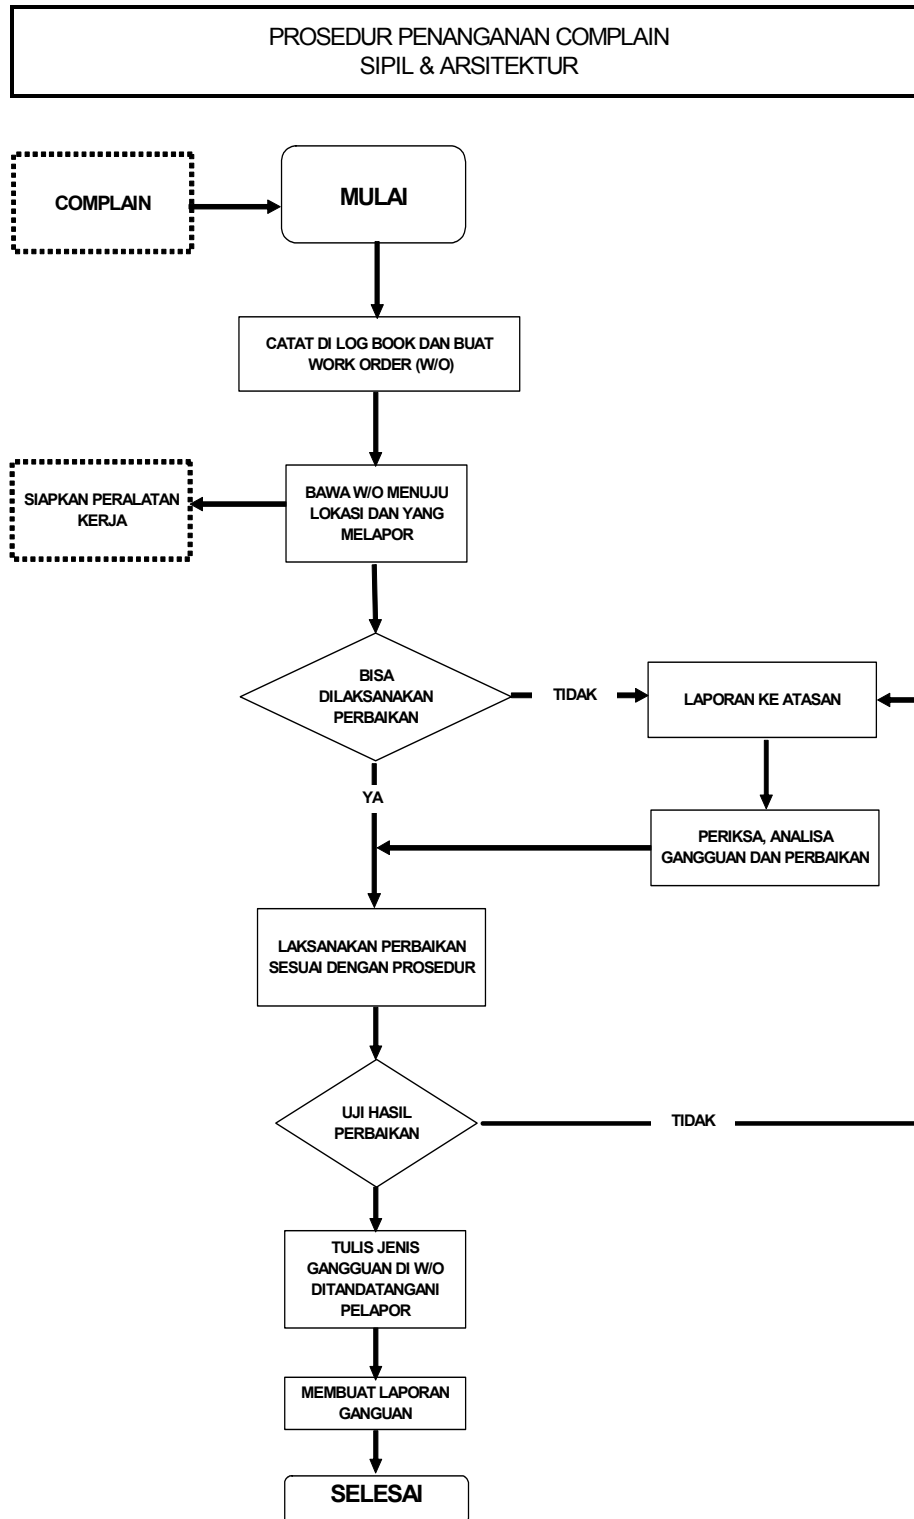 PROSEDUR PENANGANAN COMPLAIN
SIPIL & ARSITEKTUR
COMPLAIN
MULAI
CATAT DI LOG BOOK DAN BUAT
WORK ORDER (W/O)
SIAPKAN PERALATAN
KERJA
BAWA W/O MENUJU
LOKASI DAN YANG
MELAPOR
BISA
DILAKSANAKAN
PERBAIKAN
TIDAK
LAPORAN KE ATASAN
YA
PERIKSA, ANALISA
GANGGUAN DAN PERBAIKAN
LAKSANAKAN PERBAIKAN
SESUAI DENGAN PROSEDUR
UJI HASIL
PERBAIKAN
TIDAK
TULIS JENIS
GANGGUAN DI W/O
DITANDATANGANI
PELAPOR
MEMBUAT LAPORAN
GANGUAN
SELESAI